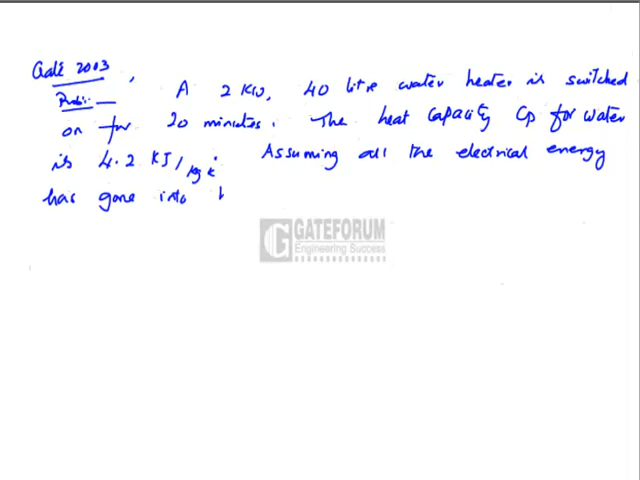 Gate 2003,
Prob:- A 2 KW, 40 litre water heater is switched
on for 20 minutes. The heat capacity Cp for water
is 4.2 KJ/kg K. Assuming all the electrical energy
has gone into
GATEFORUM
Engineering Success